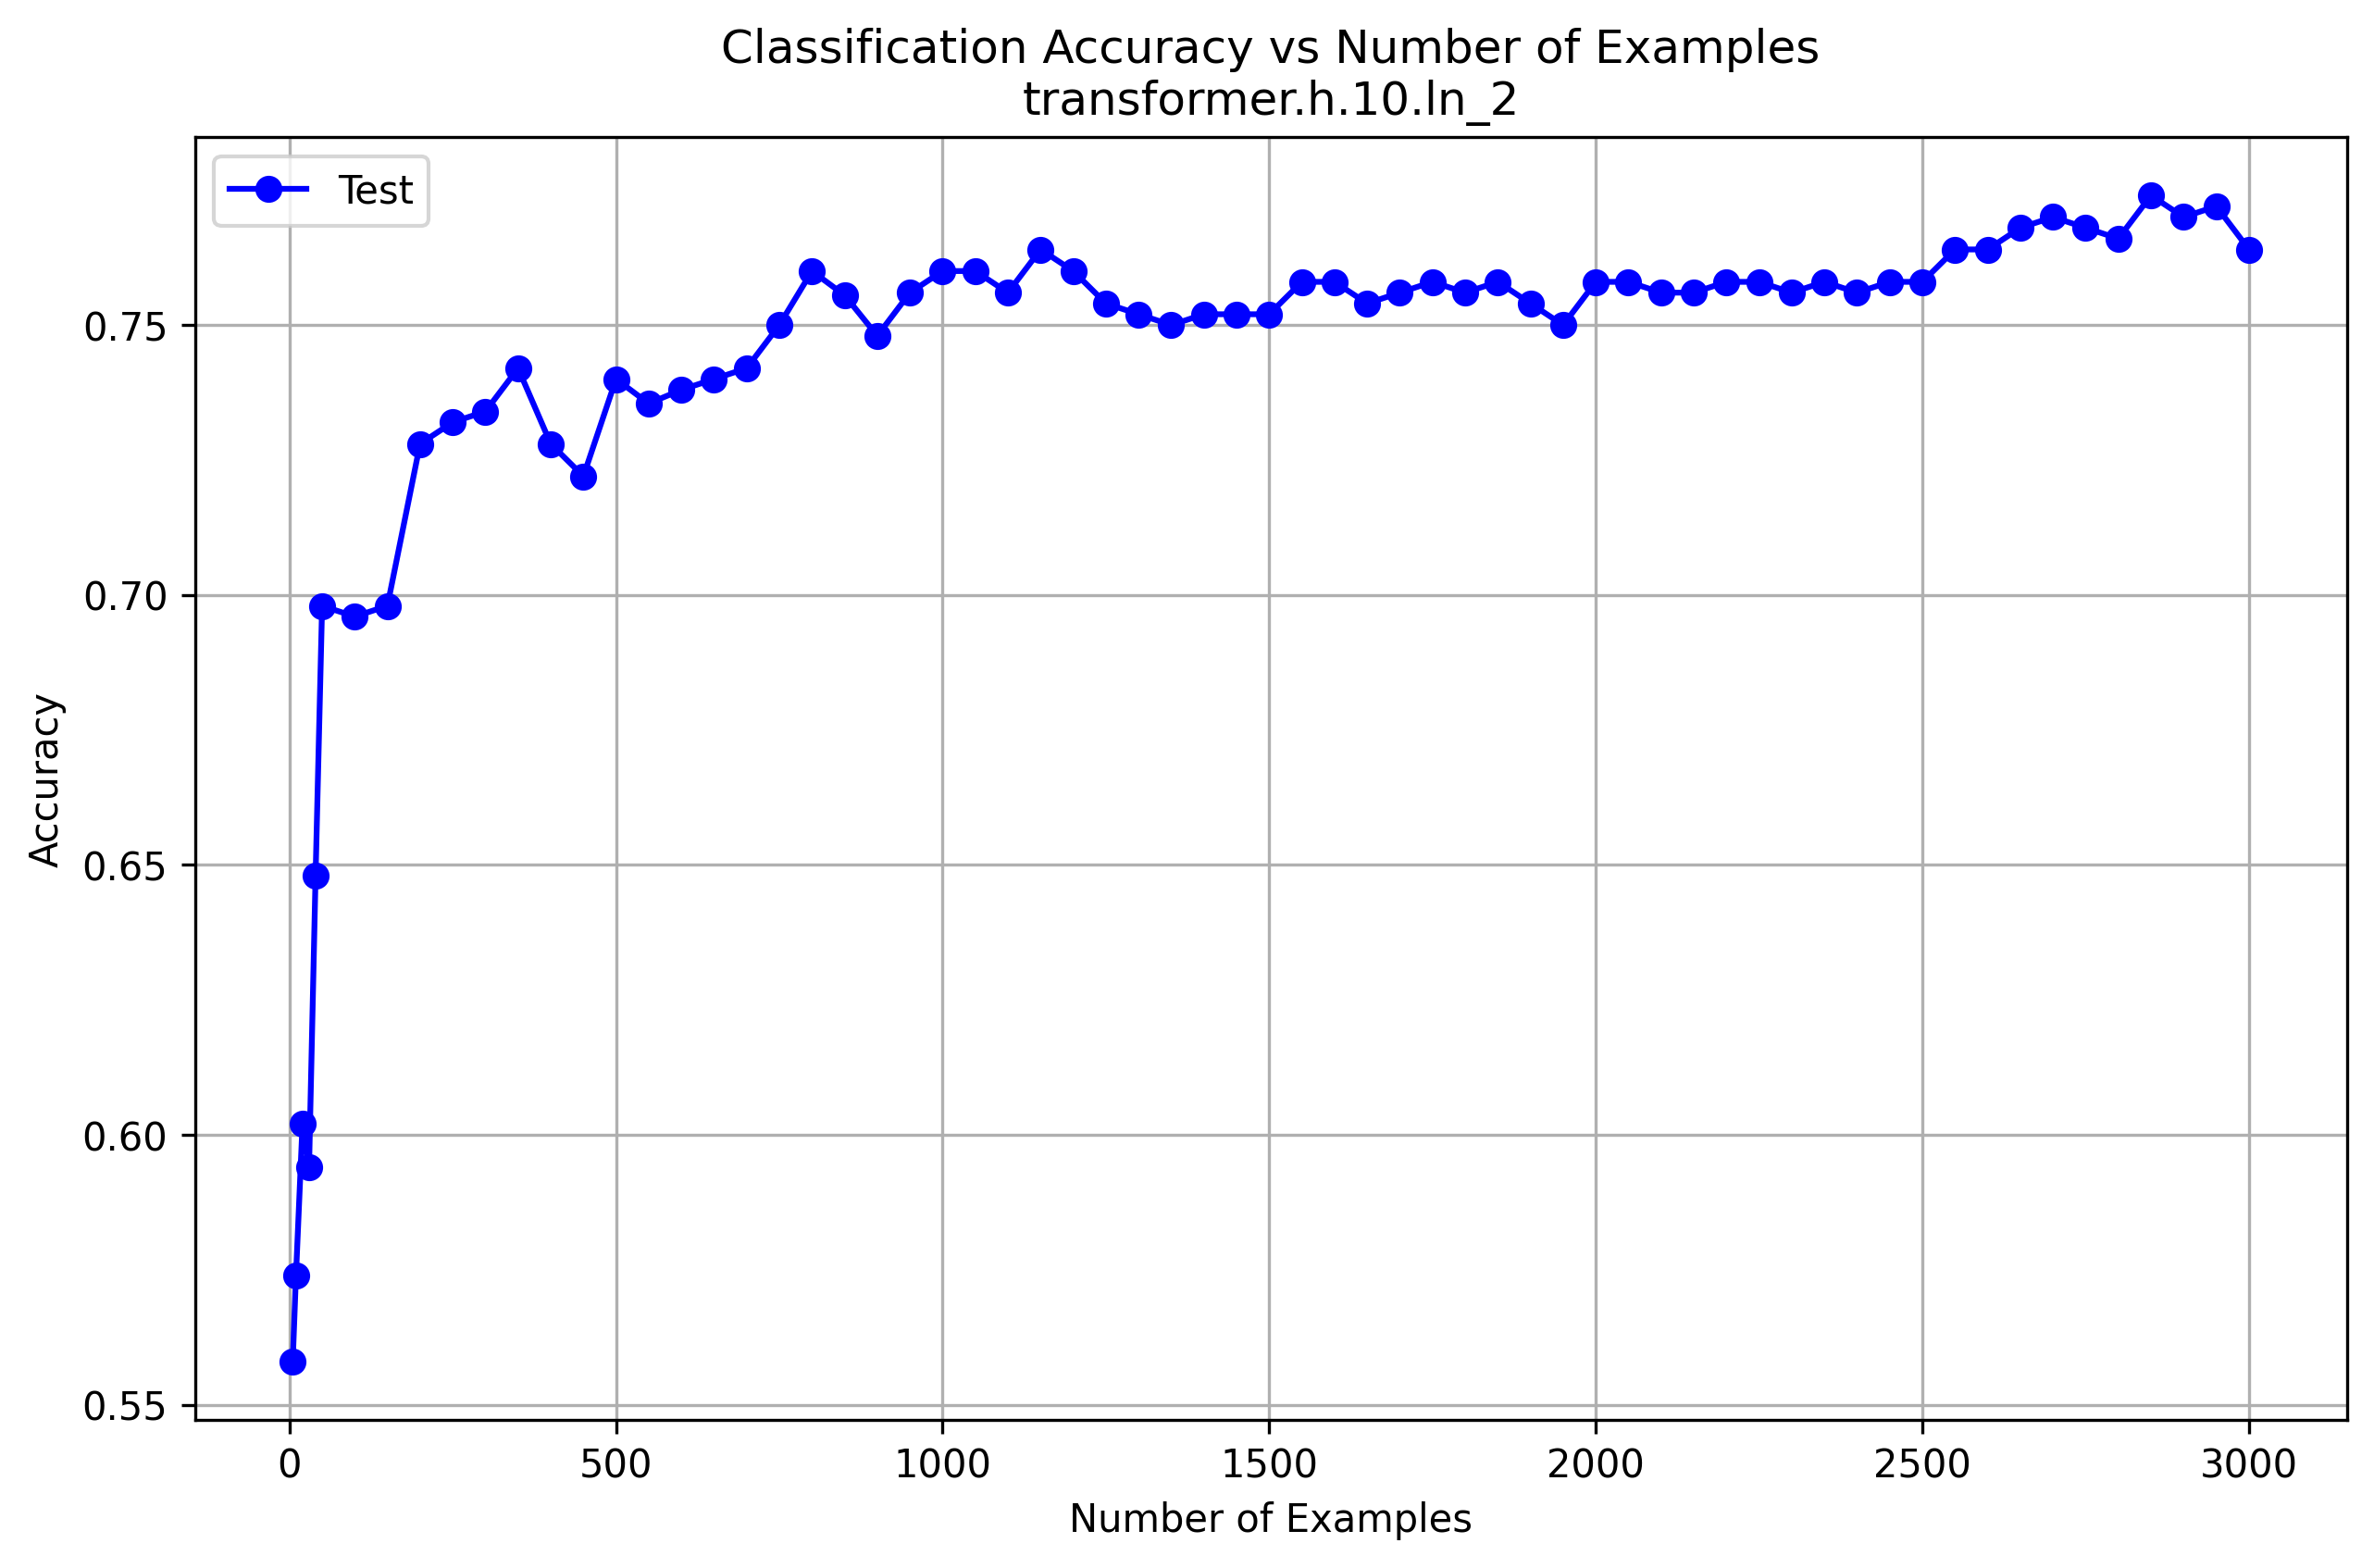 Classification Accuracy vs Number of Examples
transformer.h.10.ln_2
Test
Accuracy
0.75
0.70
0.65
0.60
0.55
0 500 1000 1500 2000 2500 3000
Number of Examples